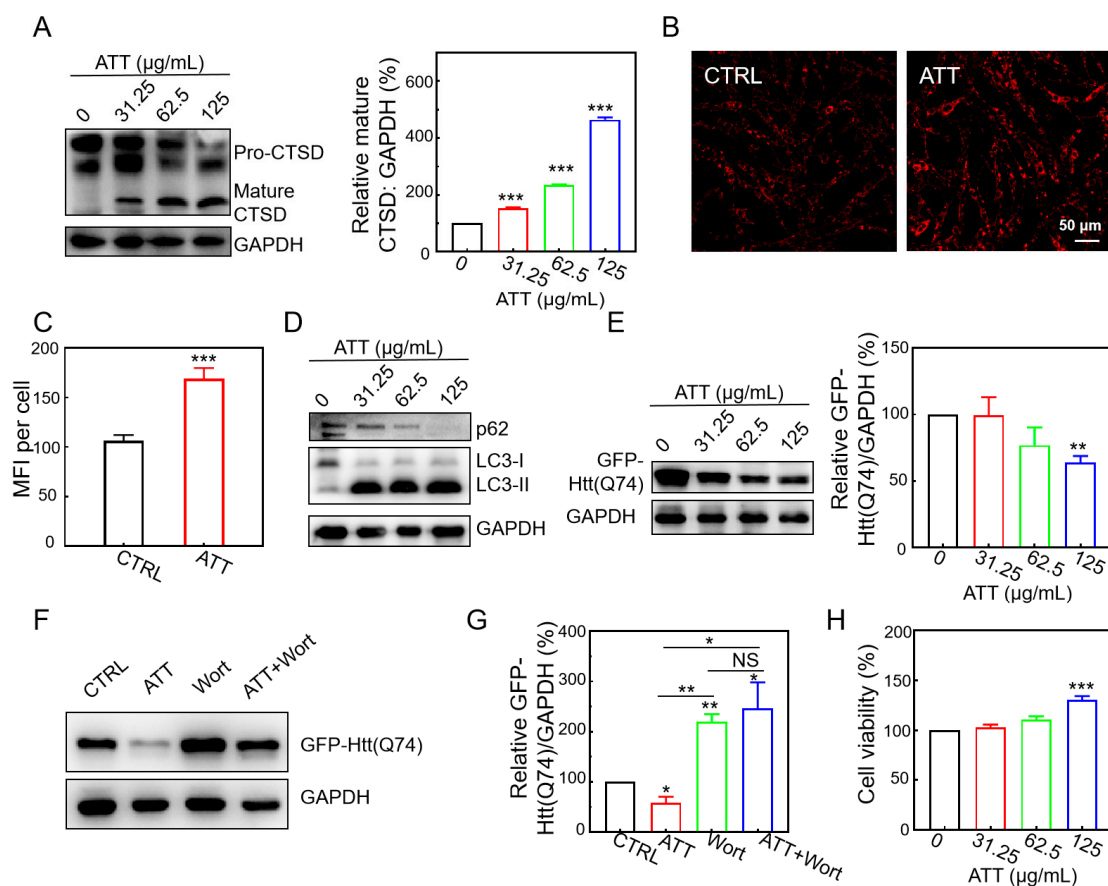 A
ATT (µg/mL)
0
31.25
62.5
125
Pro-CTSD
Mature
CTSD
GAPDH
Relative mature
CTSD: GAPDH (%)
600
400
200
0
***
***
***
0
31.25
62.5
125
ATT (µg/mL)
B
CTRL
ATT
50 µm
C
MFI per cell
200
150
100
50
0
***
CTRL
ATT
D
ATT (µg/mL)
0
31.25
62.5
125
p62
LC3-I
LC3-II
GAPDH
E
ATT (µg/mL)
0
31.25
62.5
125
GFP-
Htt(Q74)
GAPDH
Relative GFP-
Htt(Q74)/GAPDH (%)
150
100
50
0
**
0
31.25
62.5
125
ATT (µg/mL)
F
CTRL
ATT
Wort
ATT+Wort
GFP-Htt(Q74)
GAPDH
G
Relative GFP-
Htt(Q74)/GAPDH (%)
400
300
200
100
0
*
NS
**
*
**
*
CTRL
ATT
Wort
ATT+Wort
H
Cell viability (%)
200
150
100
50
0
***
0
31.25
62.5
125
ATT (µg/mL)